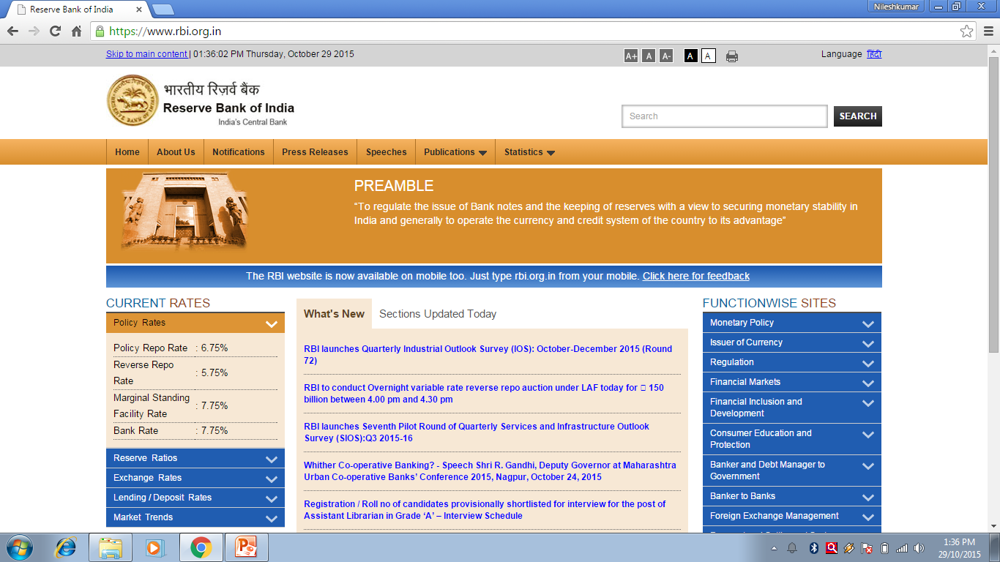 Reserve Bank of India
Nileshkumar
https://www.rbi.org.in
Skip to main content | 01:36:02 PM Thursday, October 29 2015
A+ A A- A A
Language हिंदी
भारतीय रिज़र्व बैंक
Reserve Bank of India
India's Central Bank
Search
SEARCH
Home
About Us
Notifications
Press Releases
Speeches
Publications
Statistics
PREAMBLE
“To regulate the issue of Bank notes and the keeping of reserves with a view to securing monetary stability in
India and generally to operate the currency and credit system of the country to its advantage”
The RBI website is now available on mobile too. Just type rbi.org.in from your mobile. Click here for feedback
CURRENT RATES
Policy Rates
Policy Repo Rate : 6.75%
Reverse Repo
Rate : 5.75%
Marginal Standing
Facility Rate : 7.75%
Bank Rate : 7.75%
Reserve Ratios
Exchange Rates
Lending / Deposit Rates
Market Trends
What's New
Sections Updated Today
RBI launches Quarterly Industrial Outlook Survey (IOS): October-December 2015 (Round
72)
RBI to conduct Overnight variable rate reverse repo auction under LAF today for 150
billion between 4.00 pm and 4.30 pm
RBI launches Seventh Pilot Round of Quarterly Services and Infrastructure Outlook
Survey (SIOS):Q3 2015-16
Whither Co-operative Banking? - Speech Shri R. Gandhi, Deputy Governor at Maharashtra
Urban Co-operative Banks’ Conference 2015, Nagpur, October 24, 2015
Registration / Roll no of candidates provisionally shortlisted for interview for the post of
Assistant Librarian in Grade ‘A’ – Interview Schedule
FUNCTIONWISE SITES
Monetary Policy
Issuer of Currency
Regulation
Financial Markets
Financial Inclusion and
Development
Consumer Education and
Protection
Banker and Debt Manager to
Government
Banker to Banks
Foreign Exchange Management
1:36 PM
29/10/2015